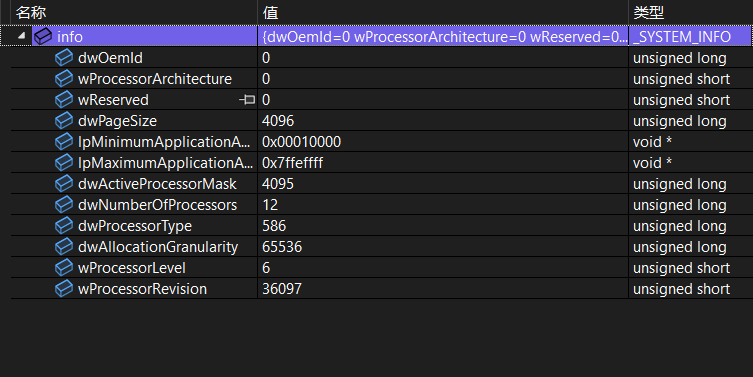 名称 值 类型
info {dwOemId=0 wProcessorArchitecture=0 wReserved=0... _SYSTEM_INFO
dwOemId 0 unsigned long
wProcessorArchitecture 0 unsigned short
wReserved 0 unsigned short
dwPageSize 4096 unsigned long
lpMinimumApplicationA... 0x00010000 void *
lpMaximumApplicationA... 0x7ffeffff void *
dwActiveProcessorMask 4095 unsigned long
dwNumberOfProcessors 12 unsigned long
dwProcessorType 586 unsigned long
dwAllocationGranularity 65536 unsigned long
wProcessorLevel 6 unsigned short
wProcessorRevision 36097 unsigned short